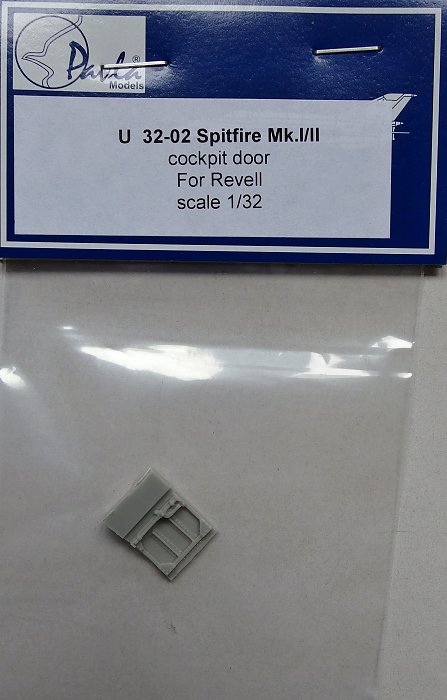 Pavla®
Models
U 32-02 Spitfire Mk.I/II
cockpit door
For Revell
scale 1/32